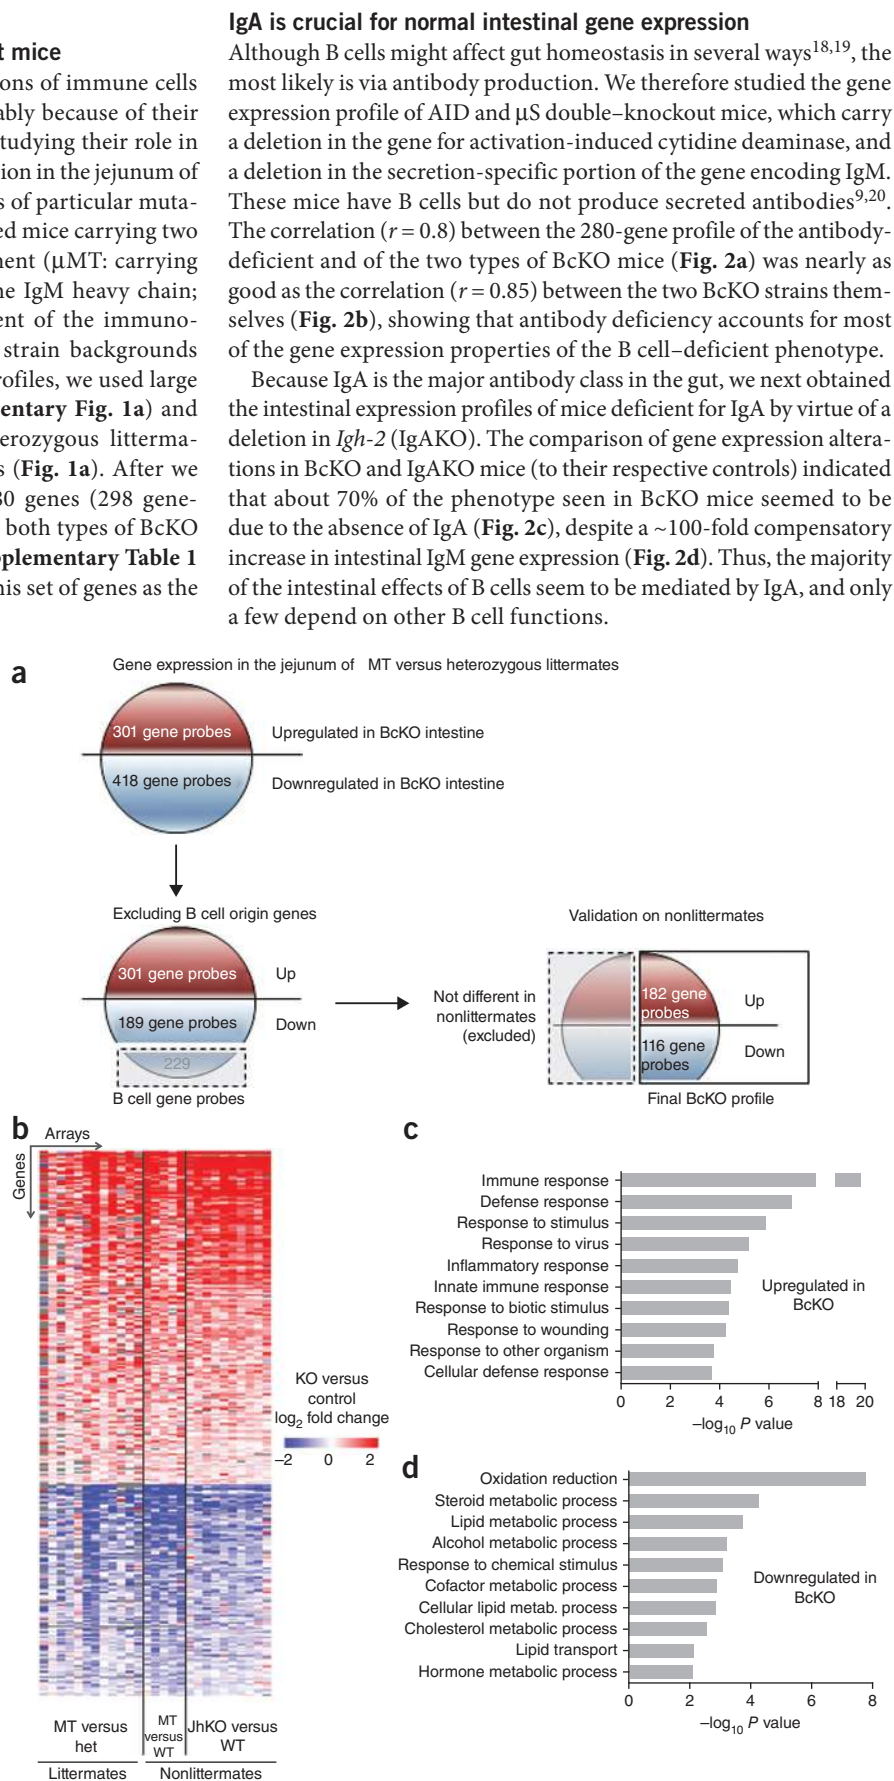 t mice
ons of immune cells
ably because of their
tudying their role in
ion in the jejunum of
s of particular muta-
ed mice carrying two
nent (μMT: carrying
ne IgM heavy chain;
ent of the immuno-
strain backgrounds
rofiles, we used large
entary Fig. 1a) and
erozygous litterma-
s (Fig. 1a). After we
80 genes (298 gene-
both types of BcKO
pplementary Table 1
his set of genes as the
IgA is crucial for normal intestinal gene expression
Although B cells might affect gut homeostasis in several ways18,19, the
most likely is via antibody production. We therefore studied the gene
expression profile of AID and μS double–knockout mice, which carry
a deletion in the gene for activation-induced cytidine deaminase, and
a deletion in the secretion-specific portion of the gene encoding IgM.
These mice have B cells but do not produce secreted antibodies9,20.
The correlation (r = 0.8) between the 280-gene profile of the antibody-
deficient and of the two types of BcKO mice (Fig. 2a) was nearly as
good as the correlation (r = 0.85) between the two BcKO strains them-
selves (Fig. 2b), showing that antibody deficiency accounts for most
of the gene expression properties of the B cell–deficient phenotype.
Because IgA is the major antibody class in the gut, we next obtained
the intestinal expression profiles of mice deficient for IgA by virtue of a
deletion in Igh-2 (IgAKO). The comparison of gene expression altera-
tions in BcKO and IgAKO mice (to their respective controls) indicated
that about 70% of the phenotype seen in BcKO mice seemed to be
due to the absence of IgA (Fig. 2c), despite a ~100-fold compensatory
increase in intestinal IgM gene expression (Fig. 2d). Thus, the majority
of the intestinal effects of B cells seem to be mediated by IgA, and only
a few depend on other B cell functions.
a
Gene expression in the jejunum of MT versus heterozygous littermates
301 gene probes
Upregulated in BcKO intestine
418 gene probes
Downregulated in BcKO intestine
Excluding B cell origin genes
301 gene probes
Up
189 gene probes
Down
229
B cell gene probes
Validation on nonlittermates
Not different in
nonlittermates
(excluded)
182 gene
probes
Up
116 gene
probes
Down
Final BcKO profile
b
Arrays
Genes
KO versus
control
log2 fold change
–2 0 2
MT versus
het
MT
versus
WT
JhKO versus
WT
Littermates
Nonlittermates
c
Immune response
Defense response
Response to stimulus
Response to virus
Inflammatory response
Innate immune response
Response to biotic stimulus
Response to wounding
Response to other organism
Cellular defense response
Upregulated in
BcKO
0 2 4 6 8 18 20
–log10 P value
d
Oxidation reduction
Steroid metabolic process
Lipid metabolic process
Alcohol metabolic process
Response to chemical stimulus
Cofactor metabolic process
Cellular lipid metab. process
Cholesterol metabolic process
Lipid transport
Hormone metabolic process
Downregulated in
BcKO
0 2 4 6 8
–log10 P value